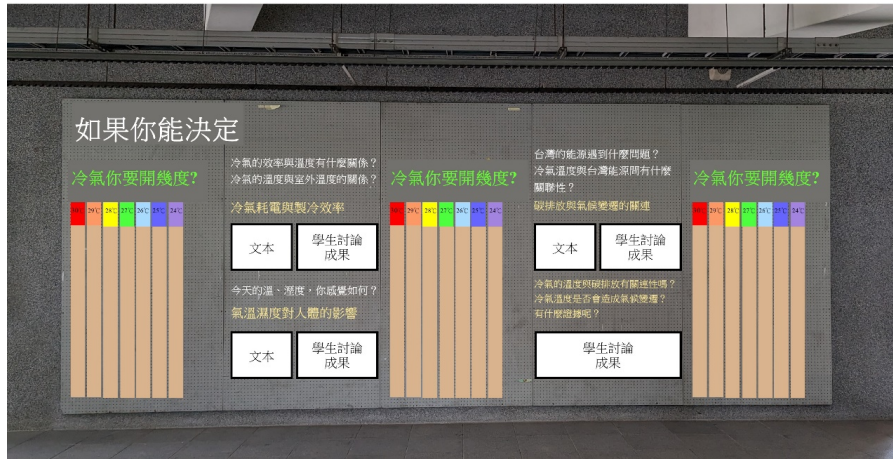 如果你能決定
冷氣你要開幾度?
30℃ 29℃ 28℃ 27℃ 26℃ 25℃ 24℃
冷氣的效率與溫度有什麼關係?
冷氣的溫度與室外溫度的關係?
冷氣耗電與製冷效率
文本
學生討論
成果
今天的溫、溼度，你感覺如何?
氣溫濕度對人體的影響
文本
學生討論
成果
冷氣你要開幾度?
30℃ 29℃ 28℃ 27℃ 26℃ 25℃ 24℃
台灣的能源遇到什麼問題?
冷氣溫度與台灣能源間有什麼
關聯性?
碳排放與氣候變遷的關連
文本
學生討論
成果
冷氣的溫度與碳排放有關連性嗎?
冷氣溫度是否會造成氣候變遷?
有什麼證據呢?
學生討論
成果
冷氣你要開幾度?
30℃ 29℃ 28℃ 27℃ 26℃ 25℃ 24℃